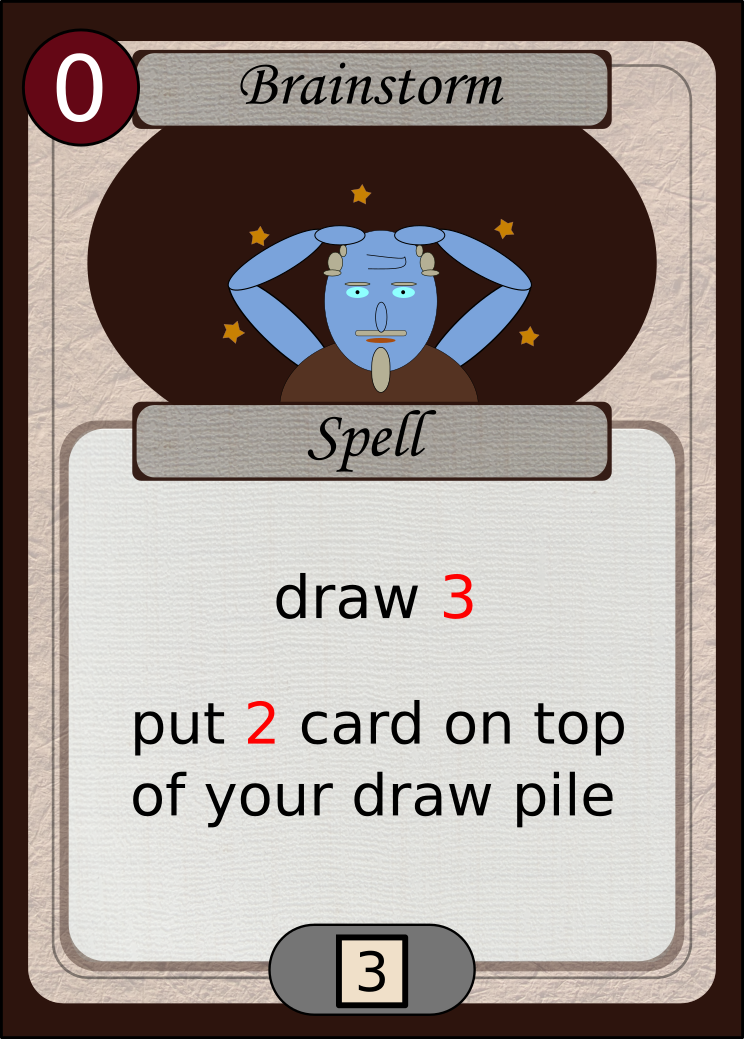 0
Brainstorm
Spell
draw 3
put 2 card on top
of your draw pile
3